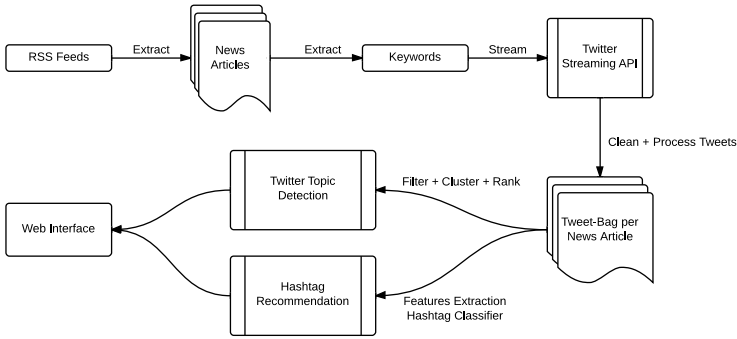 RSS Feeds
Extract
News
Articles
Extract
Keywords
Stream
Twitter
Streaming API
Clean + Process Tweets
Twitter Topic
Detection
Filter + Cluster + Rank
Tweet-Bag per
News Article
Web Interface
Hashtag
Recommendation
Features Extraction
Hashtag Classifier